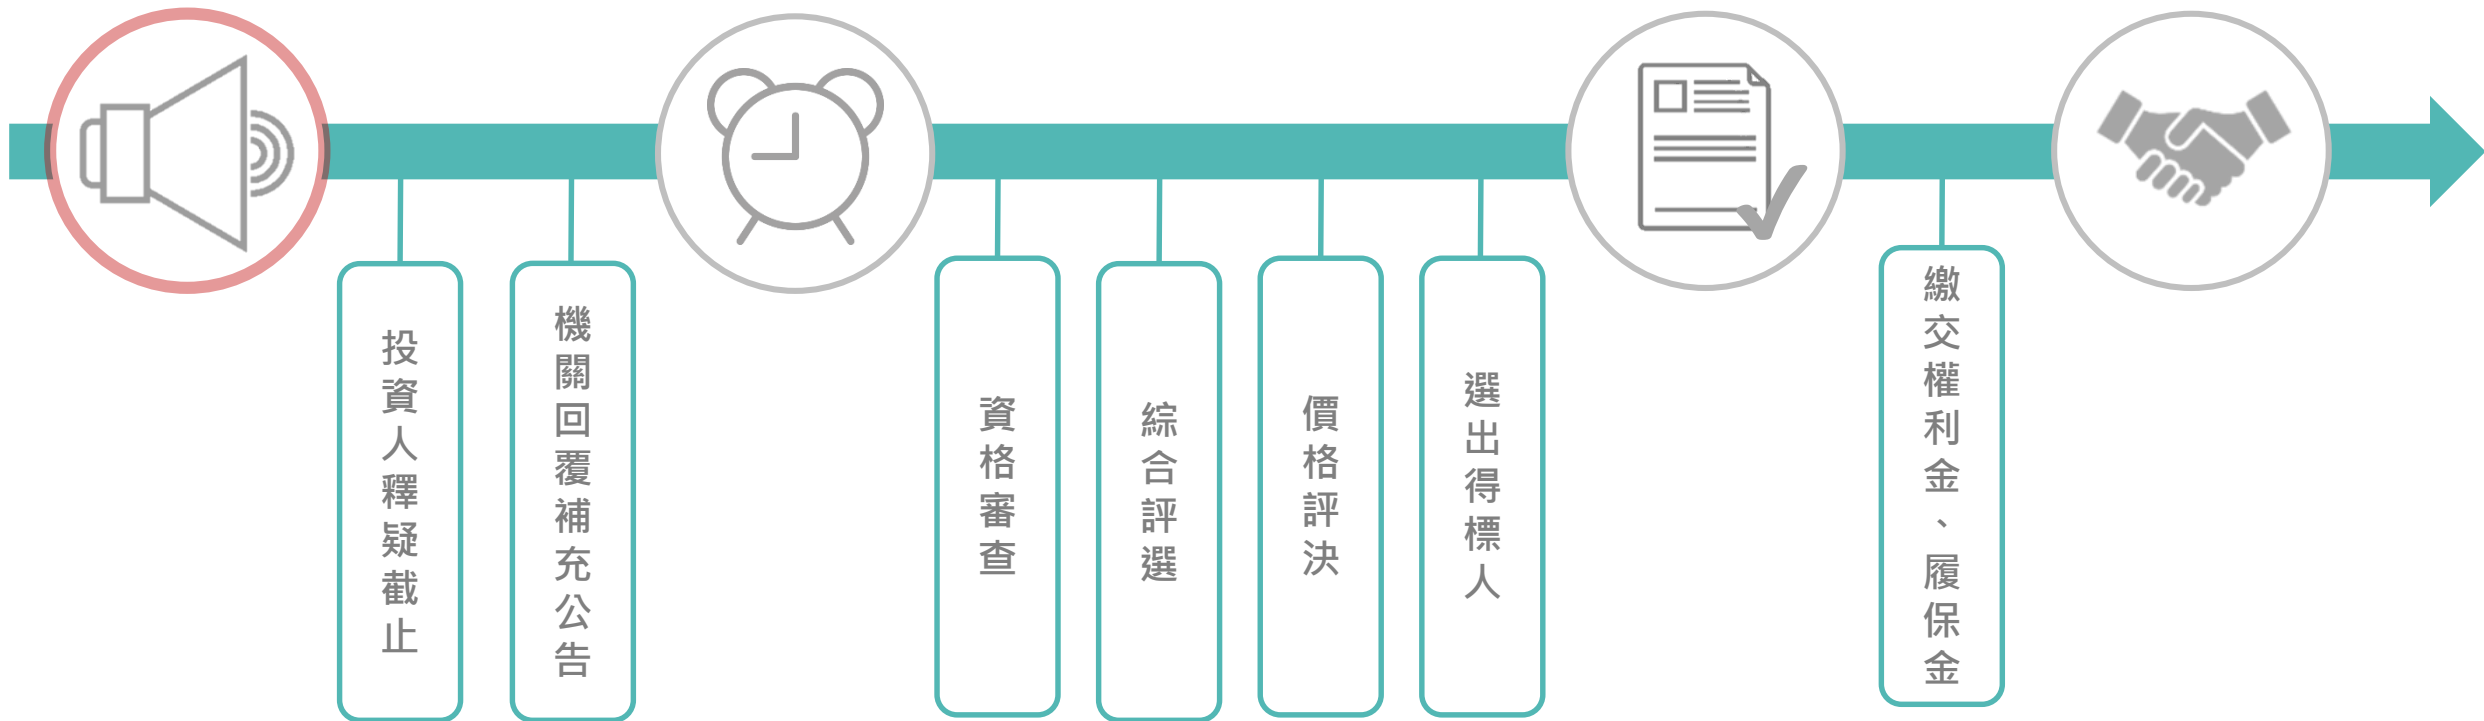 投資人釋疑截止
機關回覆補充公告
資格審查
綜合評選
價格評決
選出得標人
繳交權利金、履保金